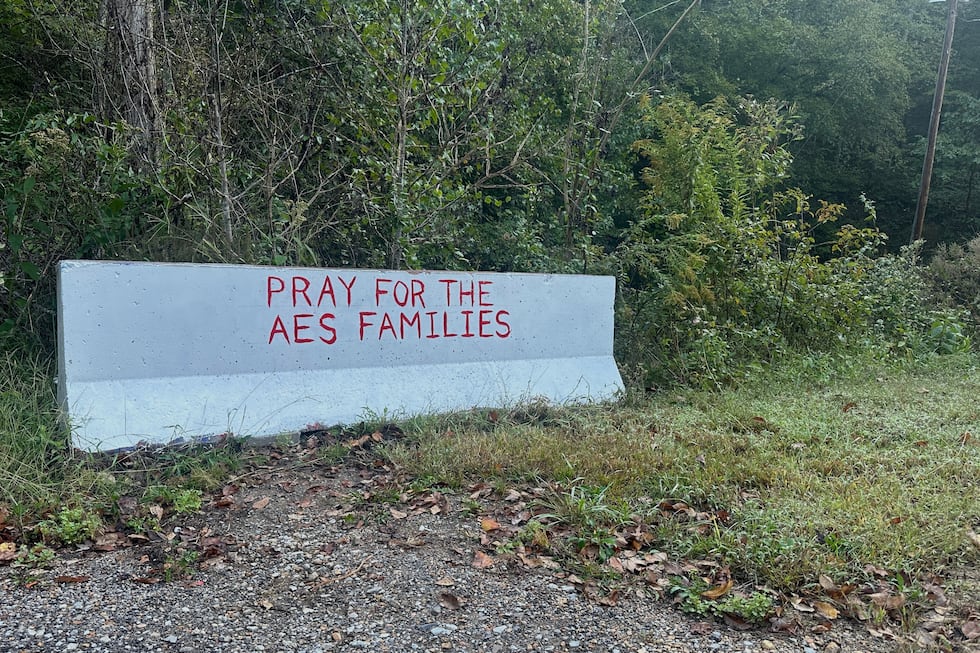 PRAY FOR THE
AES FAMILIES